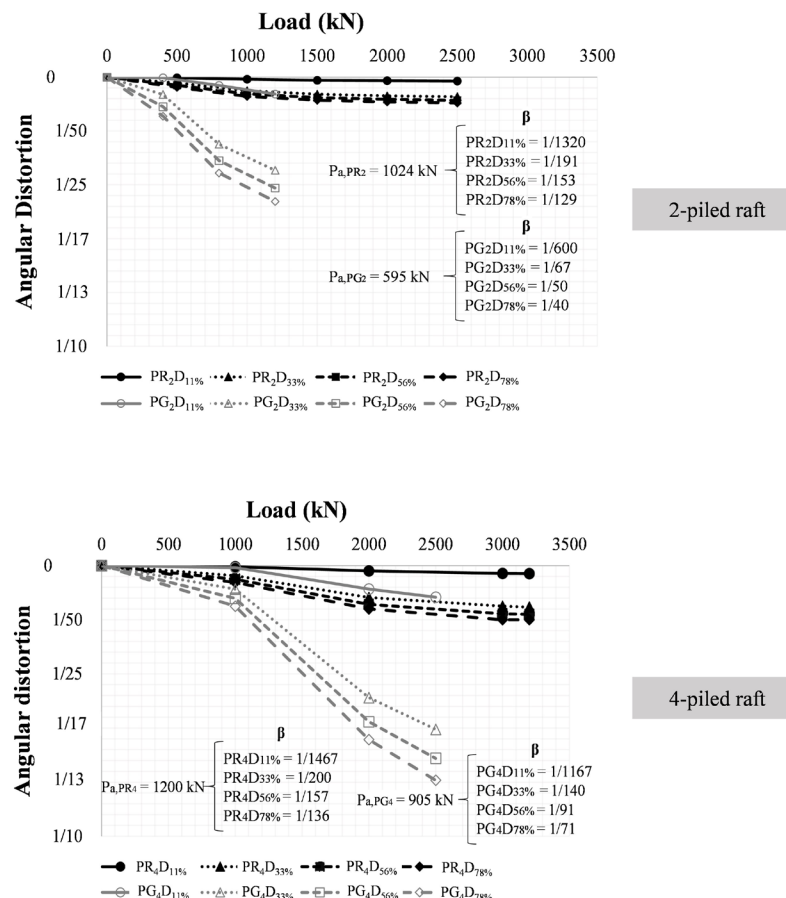 Load (kN)
0 500 1000 1500 2000 2500 3000 3500
Angular Distortion
0
1/50
1/25
1/17
1/13
1/10
β
Pa,PR2 = 1024 kN
PR2D11% = 1/1320
PR2D33% = 1/191
PR2D56% = 1/153
PR2D78% = 1/129
β
Pa,PG2 = 595 kN
PG2D11% = 1/600
PG2D33% = 1/67
PG2D56% = 1/50
PG2D78% = 1/40
2-piled raft
PR2D11% PR2D33% PR2D56% PR2D78%
PG2D11% PG2D33% PG2D56% PG2D78%
Load (kN)
0 500 1000 1500 2000 2500 3000 3500
Angular distortion
0
1/50
1/25
1/17
1/13
1/10
β
Pa,PR4 = 1200 kN
PR4D11% = 1/1467
PR4D33% = 1/200
PR4D56% = 1/157
PR4D78% = 1/136
β
Pa,PG4 = 905 kN
PG4D11% = 1/1167
PG4D33% = 1/140
PG4D56% = 1/91
PG4D78% = 1/71
4-piled raft
PR4D11% PR4D33% PR4D56% PR4D78%
PG4D11% PG4D33% PG4D56% PG4D78%